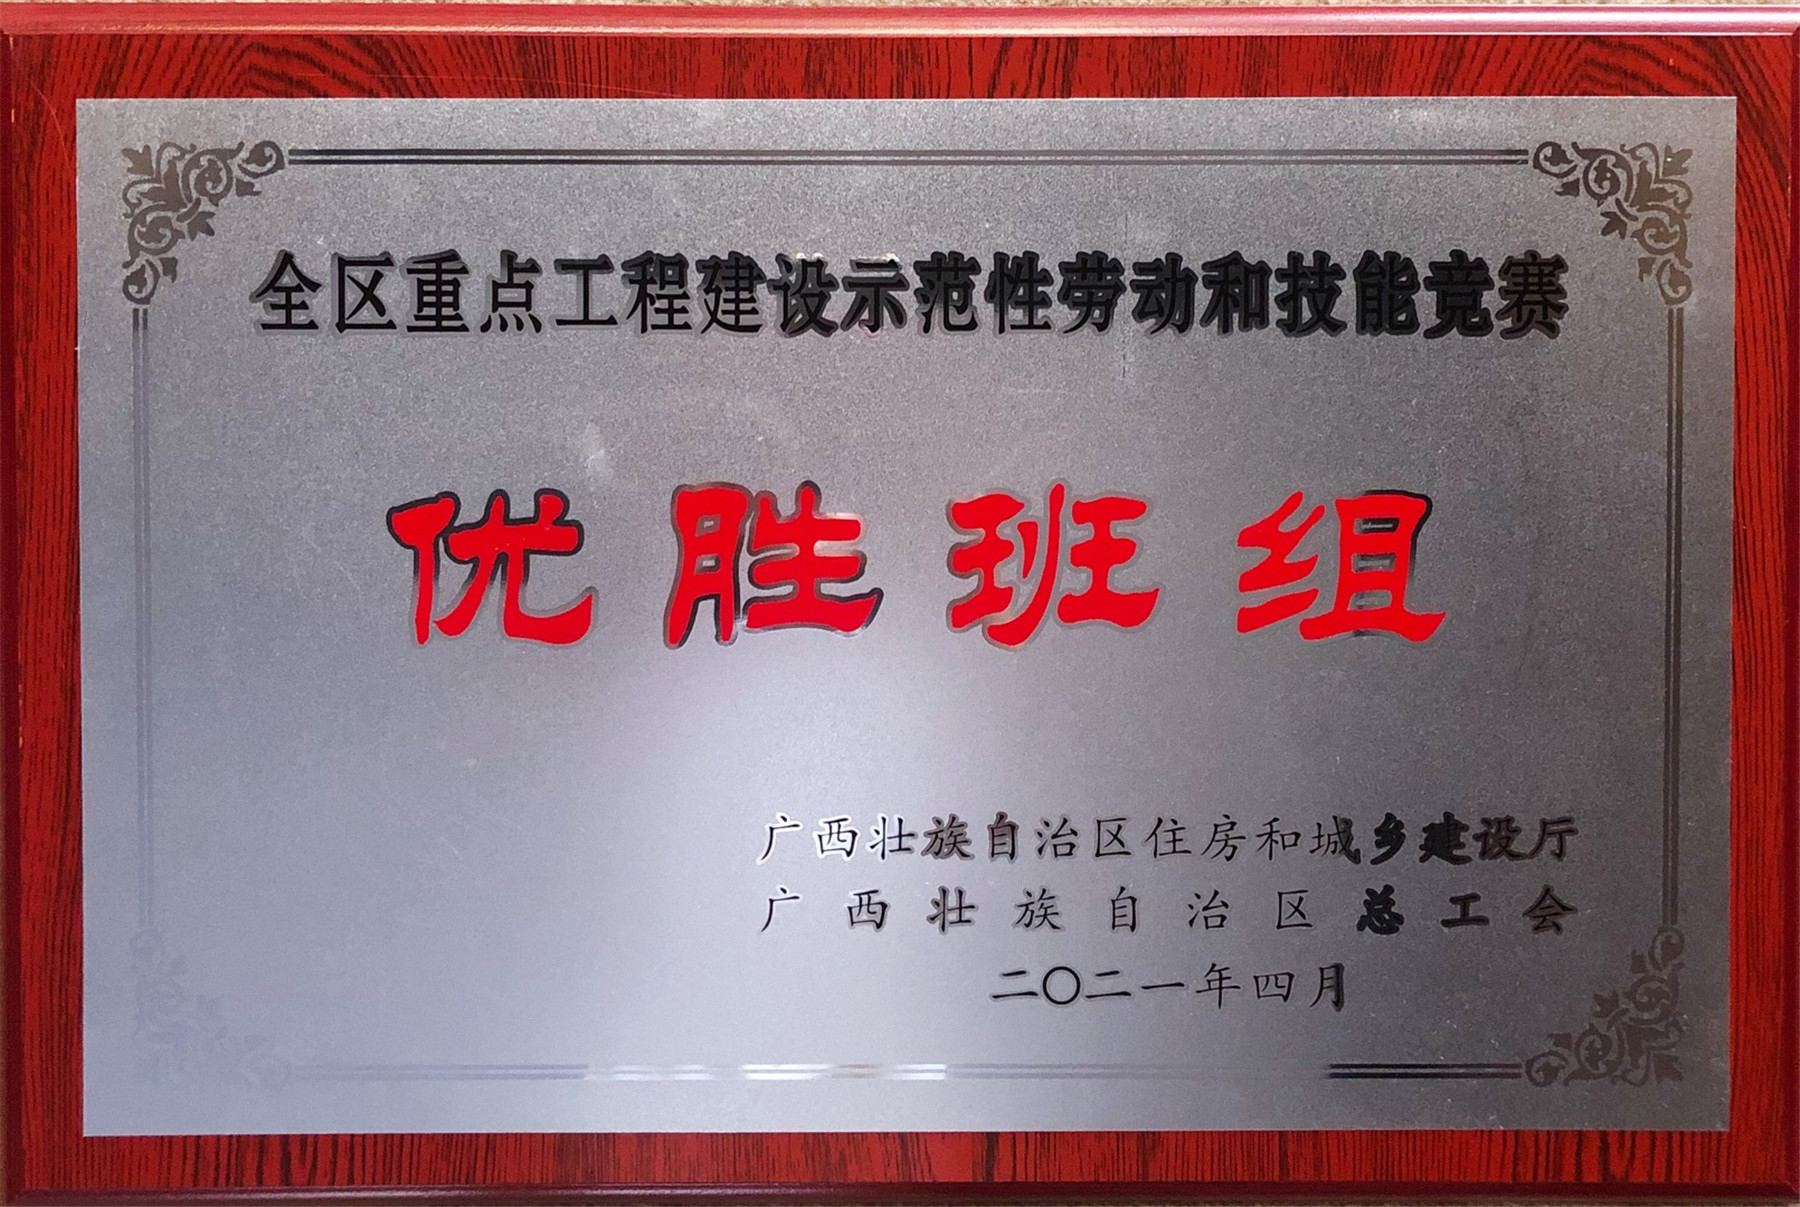 全区重点工程建设示范性劳动和技能竞赛
优胜班组
广西壮族自治区住房和城乡建设厅
广西壮族自治区总工会
二〇二一年四月